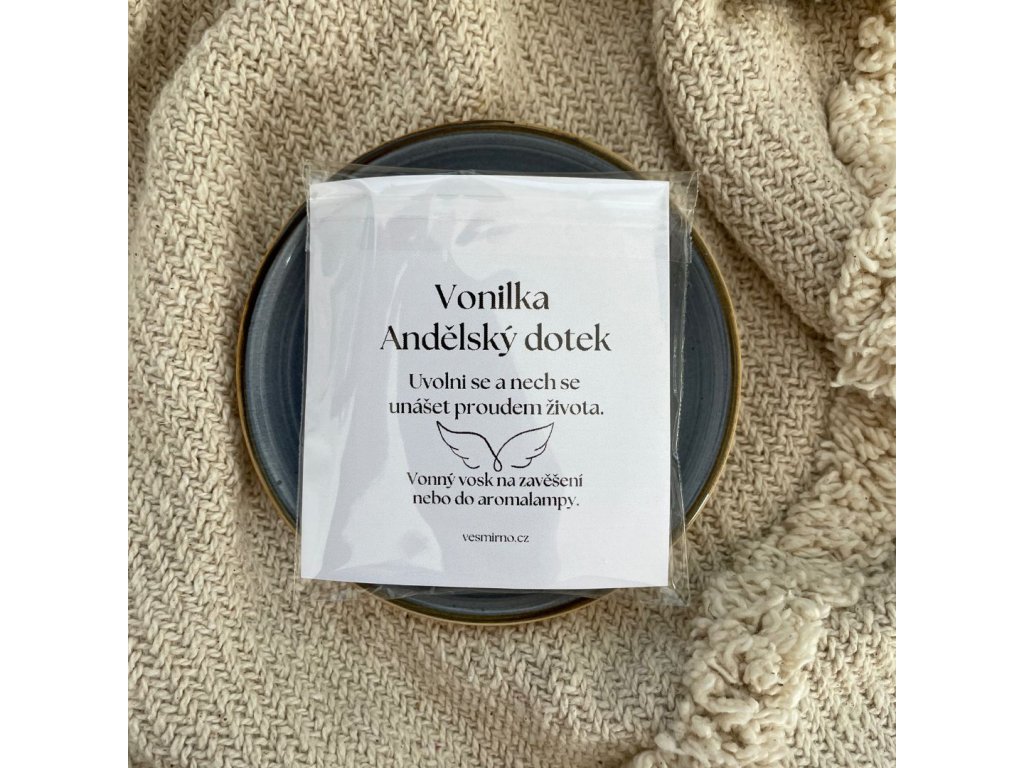 Vonilka
Andělský dotek
Uvolni se a nech se
unášet proudem života.
Vonný vosk na zavěšení
nebo do aromalampy.
vesmirno.cz